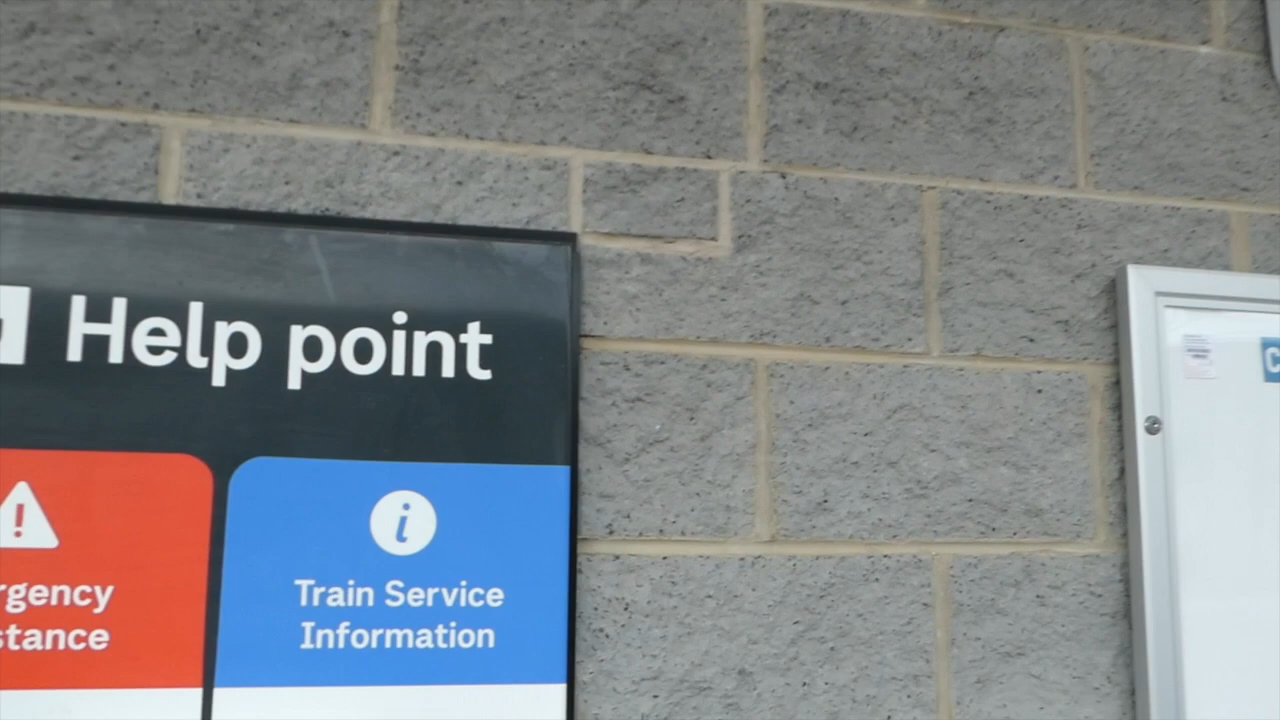 Help point
rgency
stance
Train Service
Information
C